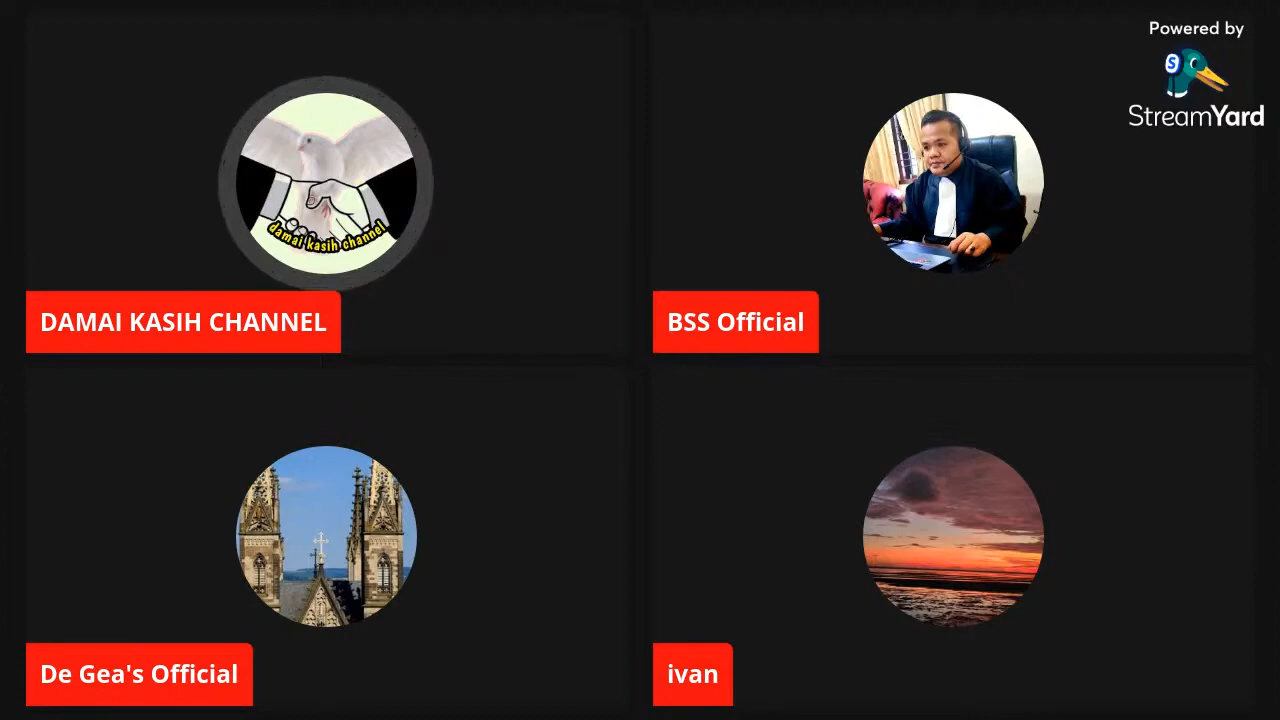 Powered by
S
StreamYard
damai kasih channel
DAMAI KASIH CHANNEL
BSS Official
De Gea's Official
ivan